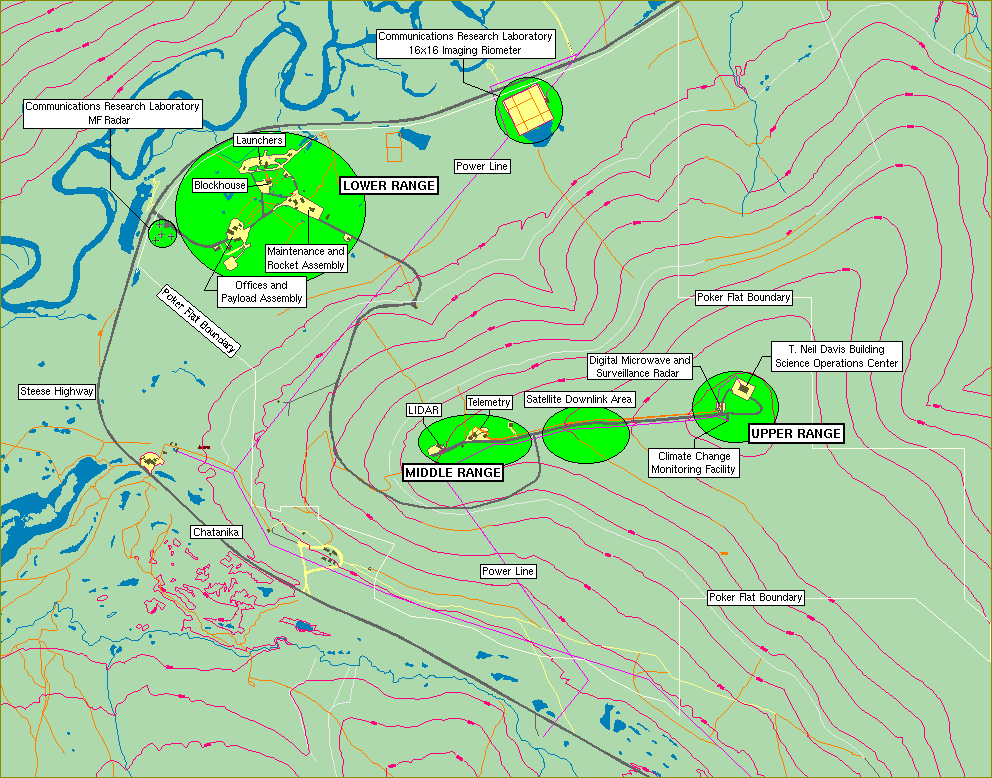 Communications Research Laboratory
16x16 Imaging Riometer
Communications Research Laboratory
MF Radar
Launchers
Power Line
Blockhouse
LOWER RANGE
Maintenance and
Rocket Assembly
Offices and
Payload Assembly
Poker Flat Boundary
Poker Flat Boundary
T. Neil Davis Building
Science Operations Center
Digital Microwave and
Surveillance Radar
Steese Highway
Satellite Downlink Area
Telemetry
LIDAR
UPPER RANGE
MIDDLE RANGE
Climate Change
Monitoring Facility
Chatanika
Power Line
Poker Flat Boundary